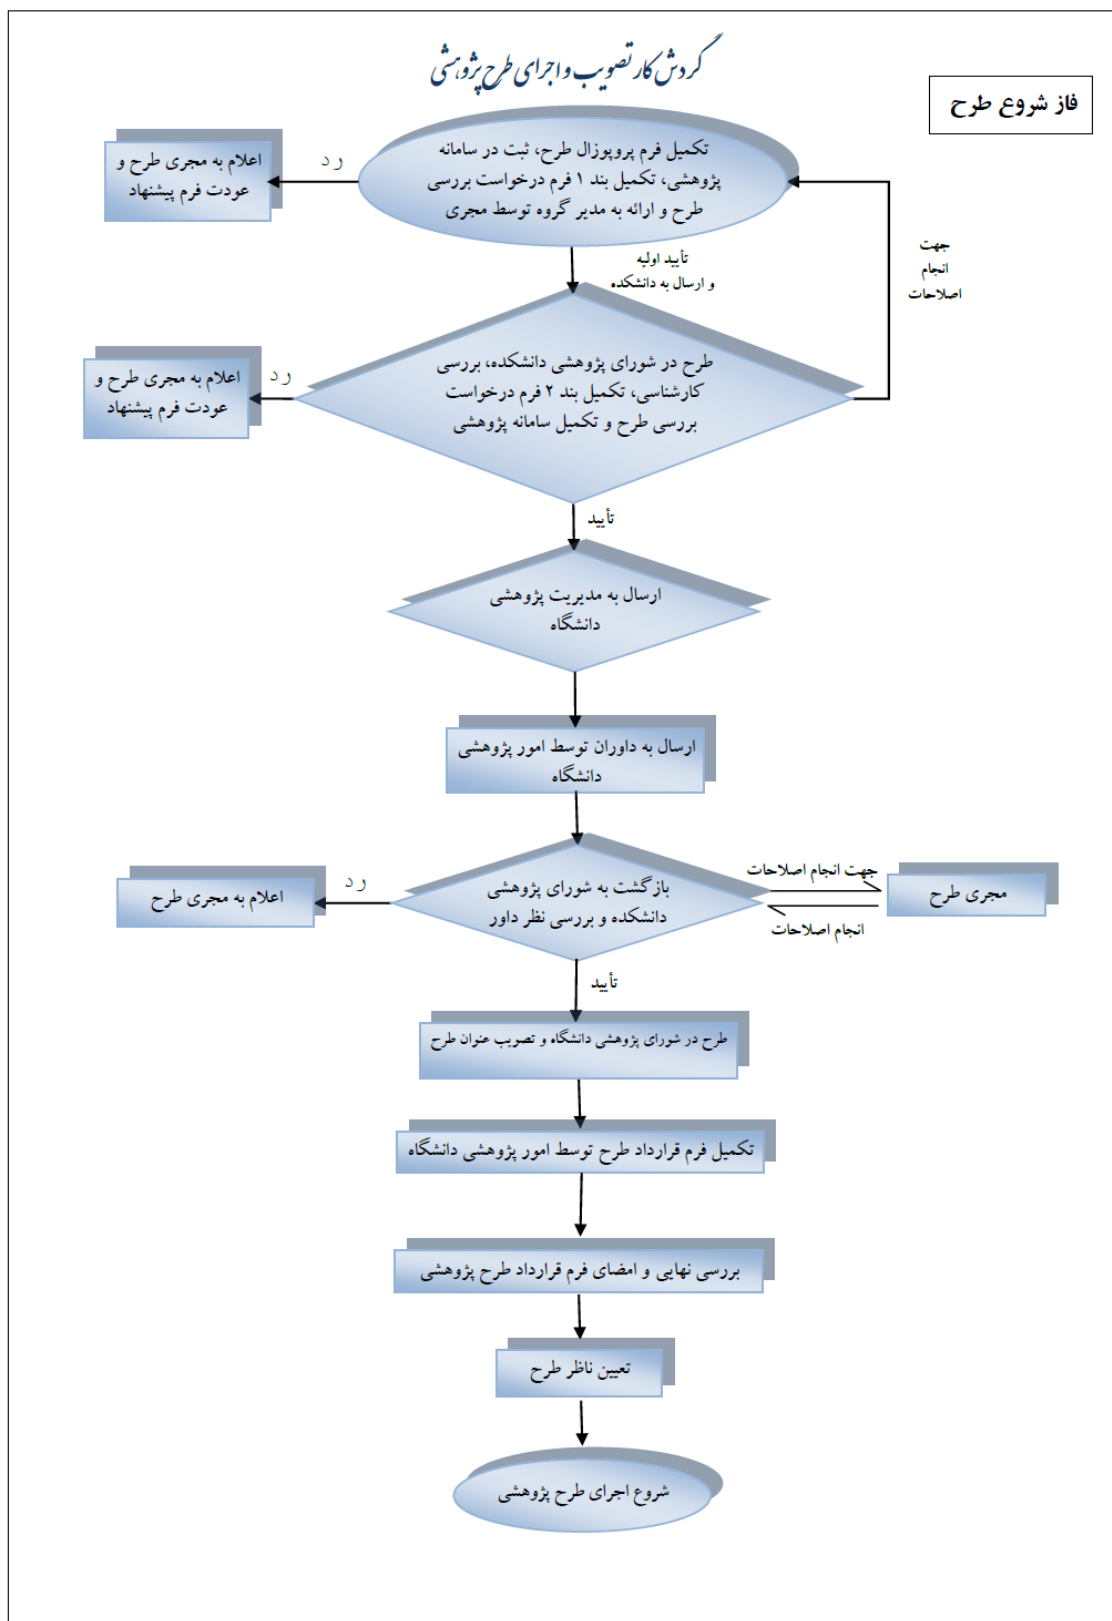 گردش کار تصویب و اجرای طرح پژوهشی
فاز شروع طرح
تکمیل فرم پروپوزال طرح، ثبت در سامانه
پژوهشی، تکمیل بند ۱ فرم درخواست بررسی
طرح و ارائه به مدیر گروه توسط مجری
رد
اعلام به مجری طرح و
عودت فرم پیشنهاد
جهت
انجام
اصلاحات
تأیید اولیه
و ارسال به دانشکده
طرح در شورای پژوهشی دانشکده، بررسی
کارشناسی، تکمیل بند ۲ فرم درخواست
بررسی طرح و تکمیل سامانه پژوهشی
رد
اعلام به مجری طرح و
عودت فرم پیشنهاد
تأیید
ارسال به مدیریت پژوهشی
دانشگاه
ارسال به داوران توسط امور پژوهشی
دانشگاه
بازگشت به شورای پژوهشی
دانشکده و بررسی نظر داور
جهت انجام اصلاحات
مجری طرح
انجام اصلاحات
رد
اعلام به مجری طرح
تأیید
طرح در شورای پژوهشی دانشگاه و تصویب عنوان طرح
تکمیل فرم قرارداد طرح توسط امور پژوهشی دانشگاه
بررسی نهایی و امضای فرم قرارداد طرح پژوهشی
تعیین ناظر طرح
شروع اجرای طرح پژوهشی